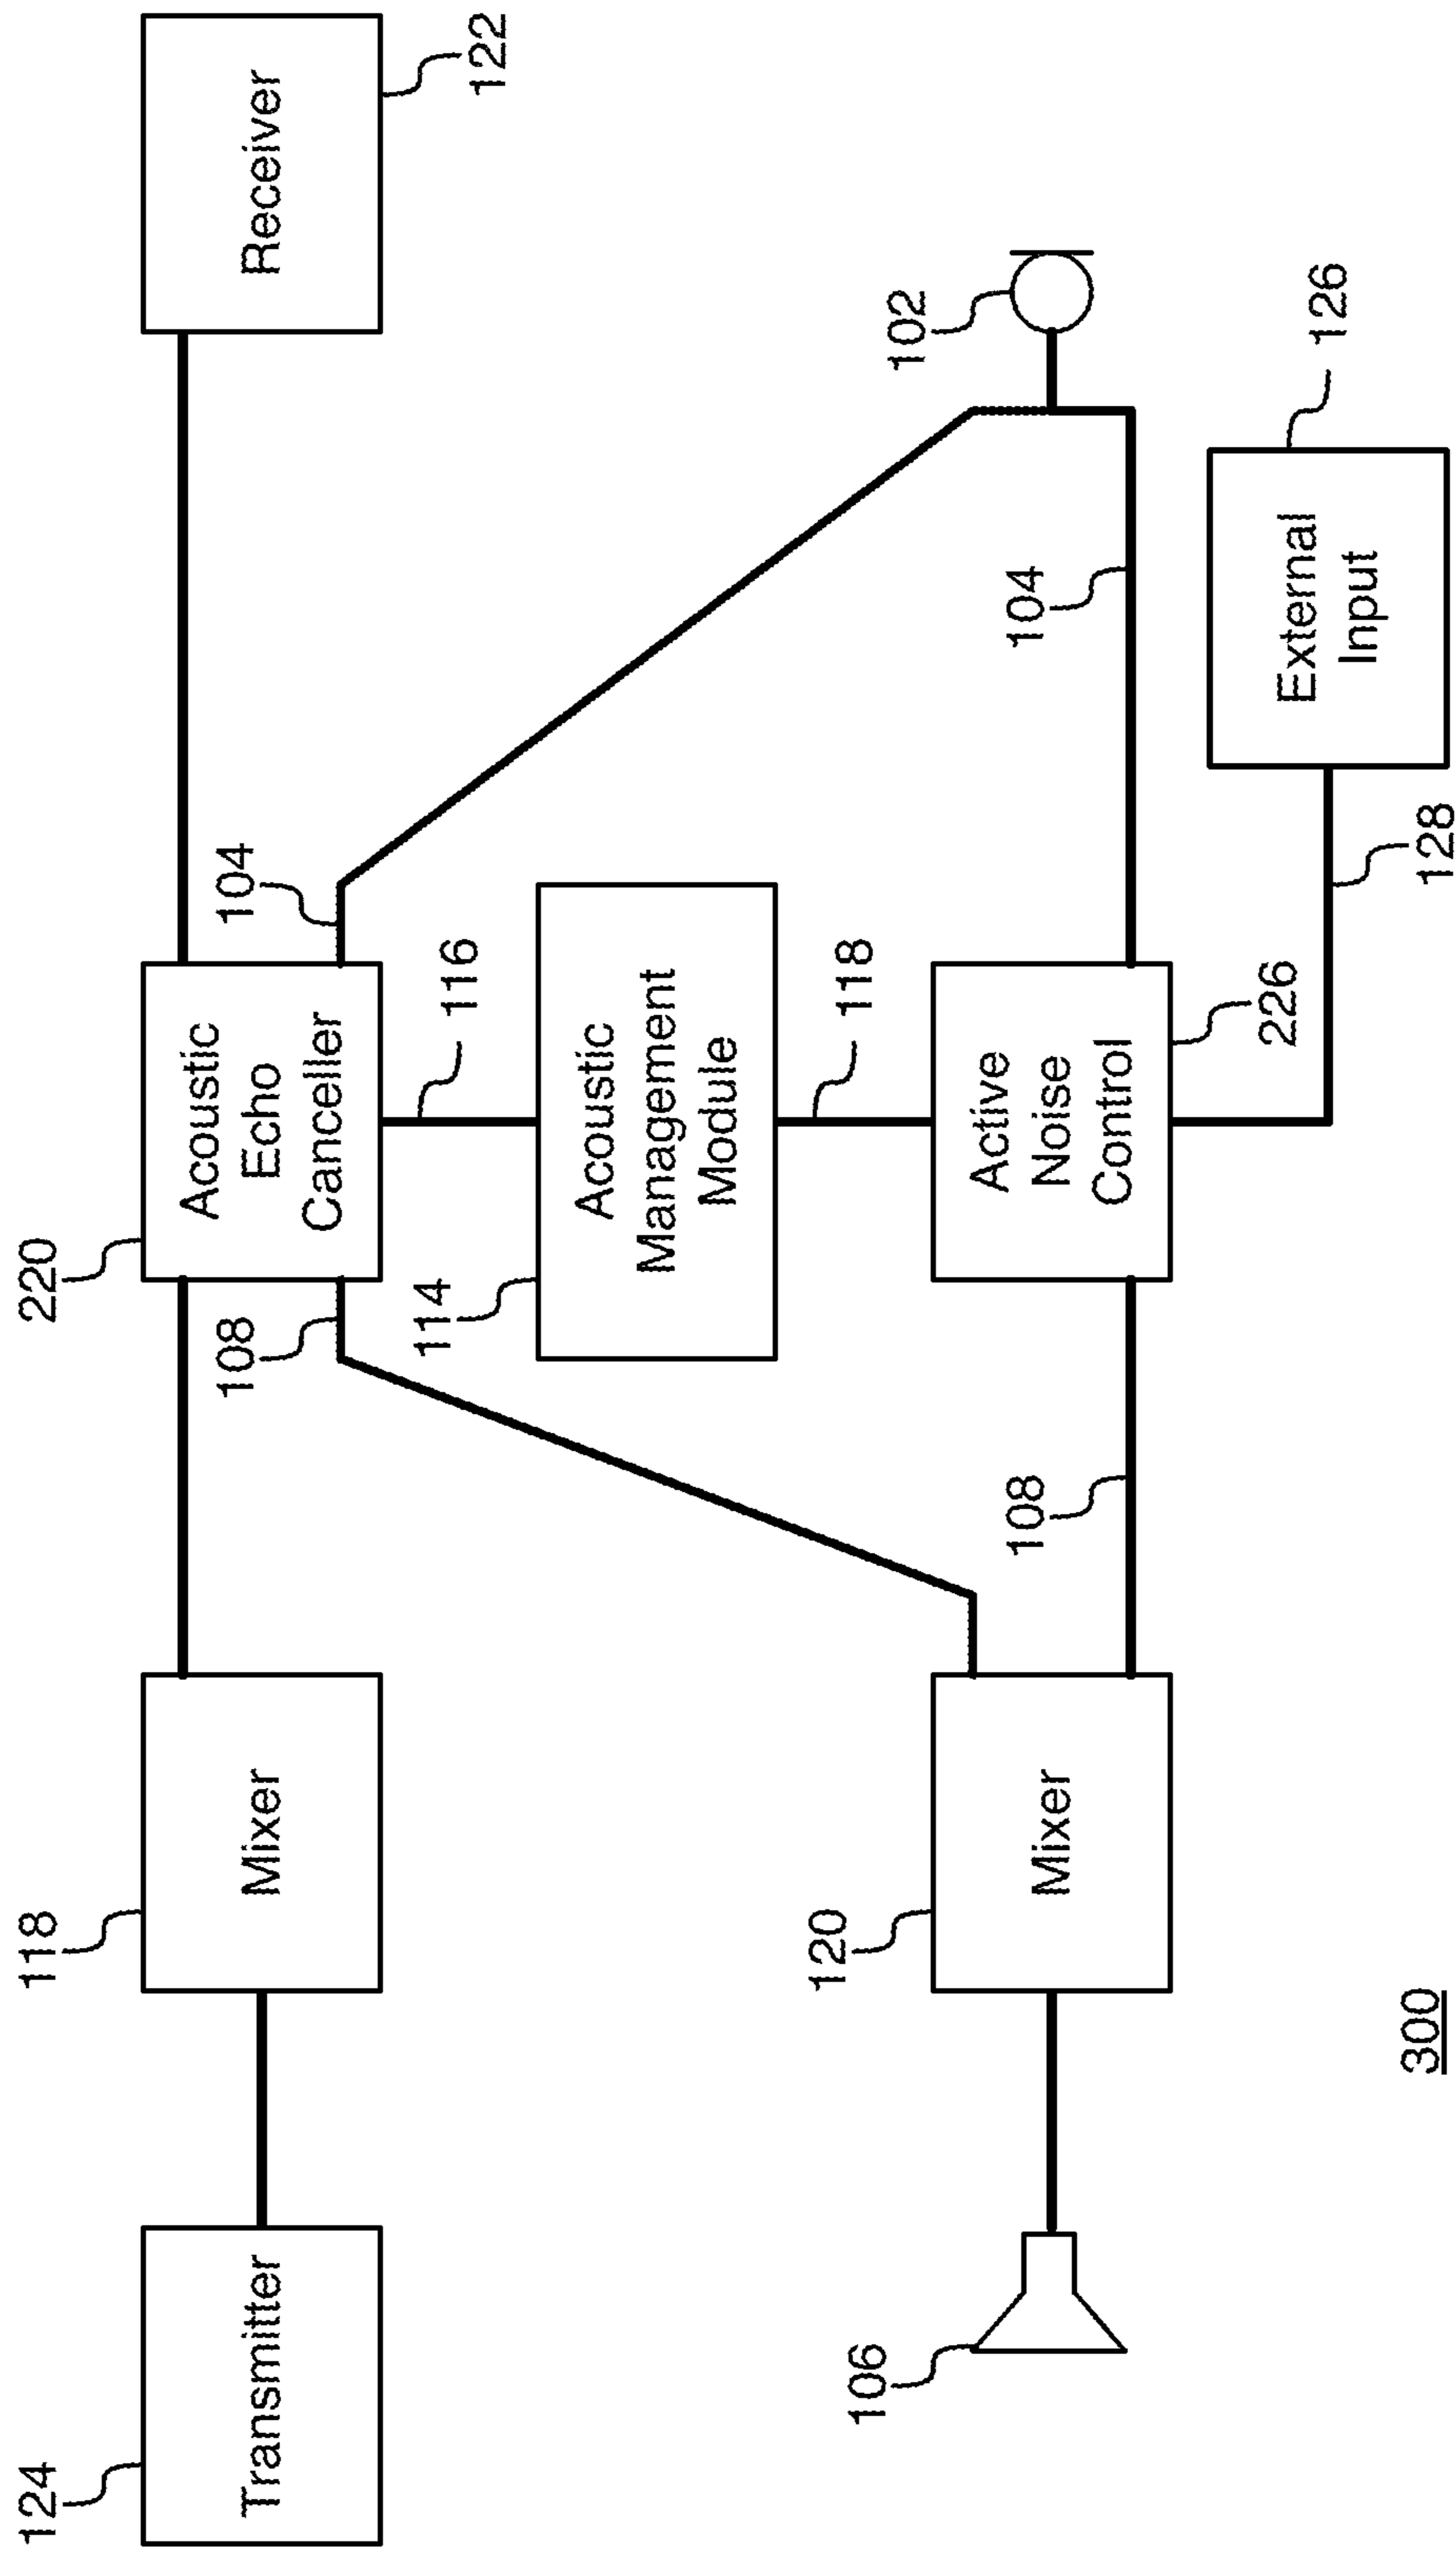 124
118
220
Transmitter
Mixer
Acoustic
Echo
Canceller
Receiver
108
104
114
116
122
Acoustic
Management
Module
106
120
118
102
Mixer
108
Active
Noise
Control
104
226
External
Input
126
300
128